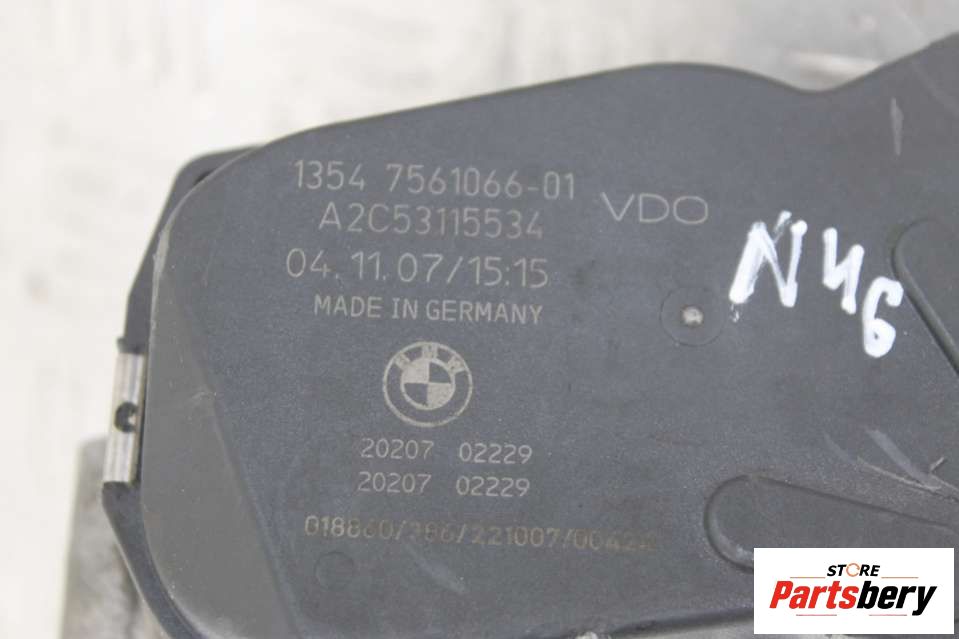 1354 7561066-01
VDO
A2C53115534
04.11.07/15:15
MADE IN GERMANY
N46
BMW
20207 02229
20207 02229
STORE
Partsbery